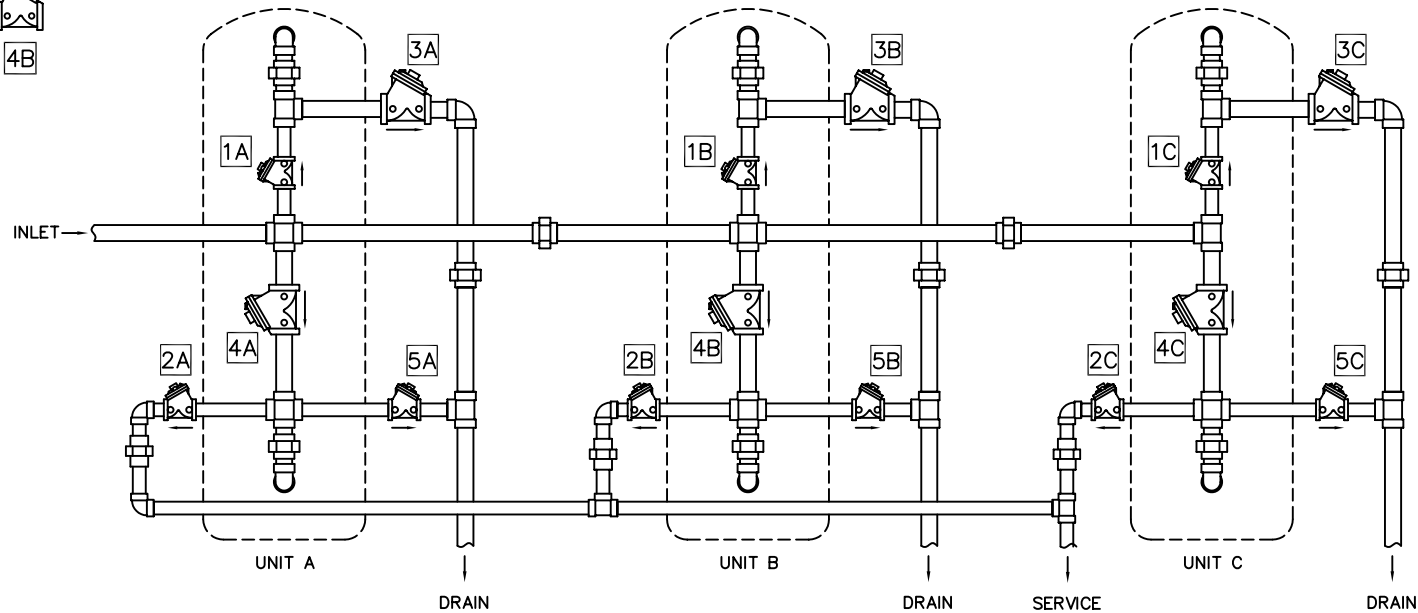 4B
3A
3B
3C
1A
1B
1C
INLET
4A
4B
4C
2A
5A
2B
5B
2C
5C
UNIT A
UNIT B
UNIT C
DRAIN
DRAIN
SERVICE
DRAIN